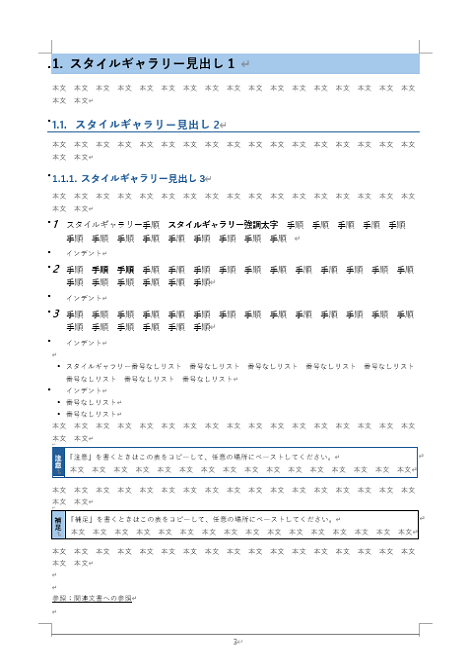 1. スタイルギャラリー見出し 1
本文 本文 本文 本文 本文 本文 本文 本文 本文 本文 本文 本文 本文 本文 本文 本文 本文
本文 本文
1.1. スタイルギャラリー見出し 2
本文 本文 本文 本文 本文 本文 本文 本文 本文 本文 本文 本文 本文 本文 本文 本文 本文
本文 本文
1.1.1. スタイルギャラリー見出し 3
本文 本文 本文 本文 本文 本文 本文 本文 本文 本文 本文 本文 本文 本文 本文 本文 本文
本文 本文
1 スタイルギャラリー手順 スタイルギャラリー強調太字 手順 手順 手順 手順 手順
手順 手順 手順 手順 手順 手順 手順 手順 手順
インデント
2 手順 手順 手順 手順 手順 手順 手順 手順 手順 手順 手順 手順 手順 手順
手順 手順 手順 手順 手順 手順
インデント
3 手順 手順 手順 手順 手順 手順 手順 手順 手順 手順 手順 手順 手順 手順
手順 手順 手順 手順 手順 手順
インデント
• スタイルギャラリー番号なしリスト 番号なしリスト 番号なしリスト 番号なしリスト 番号なしリスト
番号なしリスト 番号なしリスト 番号なしリスト
インデント
• 番号なしリスト
• 番号なしリスト
本文 本文 本文 本文 本文 本文 本文 本文 本文 本文 本文 本文 本文 本文 本文 本文 本文
本文 本文
注意
『注意』を書くときはこの表をコピーして、任意の場所にペーストしてください。
本文 本文 本文 本文 本文 本文 本文 本文 本文 本文 本文 本文 本文 本文 本文 本文
本文 本文 本文 本文 本文 本文 本文 本文 本文 本文 本文 本文 本文 本文 本文 本文 本文
本文 本文
補足
『補足』を書くときはこの表をコピーして、任意の場所にペーストしてください。
本文 本文 本文 本文 本文 本文 本文 本文 本文 本文 本文 本文 本文 本文 本文 本文
本文 本文 本文 本文 本文 本文 本文 本文 本文 本文 本文 本文 本文 本文 本文 本文 本文
本文 本文
参照：関連文書への参照
3